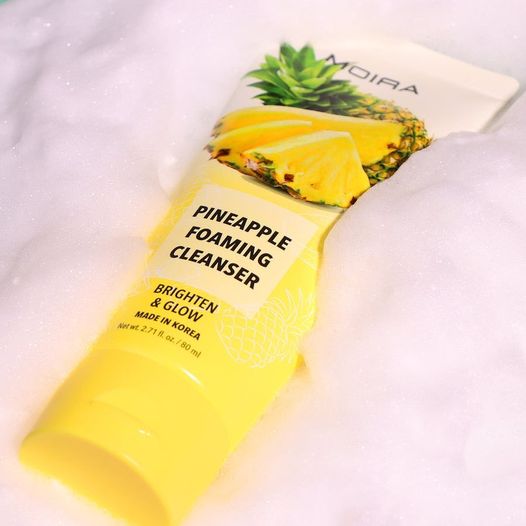 MOIRA
PINEAPPLE
FOAMING
CLEANSER
BRIGHTEN
& GLOW
MADE IN KOREA
Net wt. 2.71 fl. oz. / 80 ml